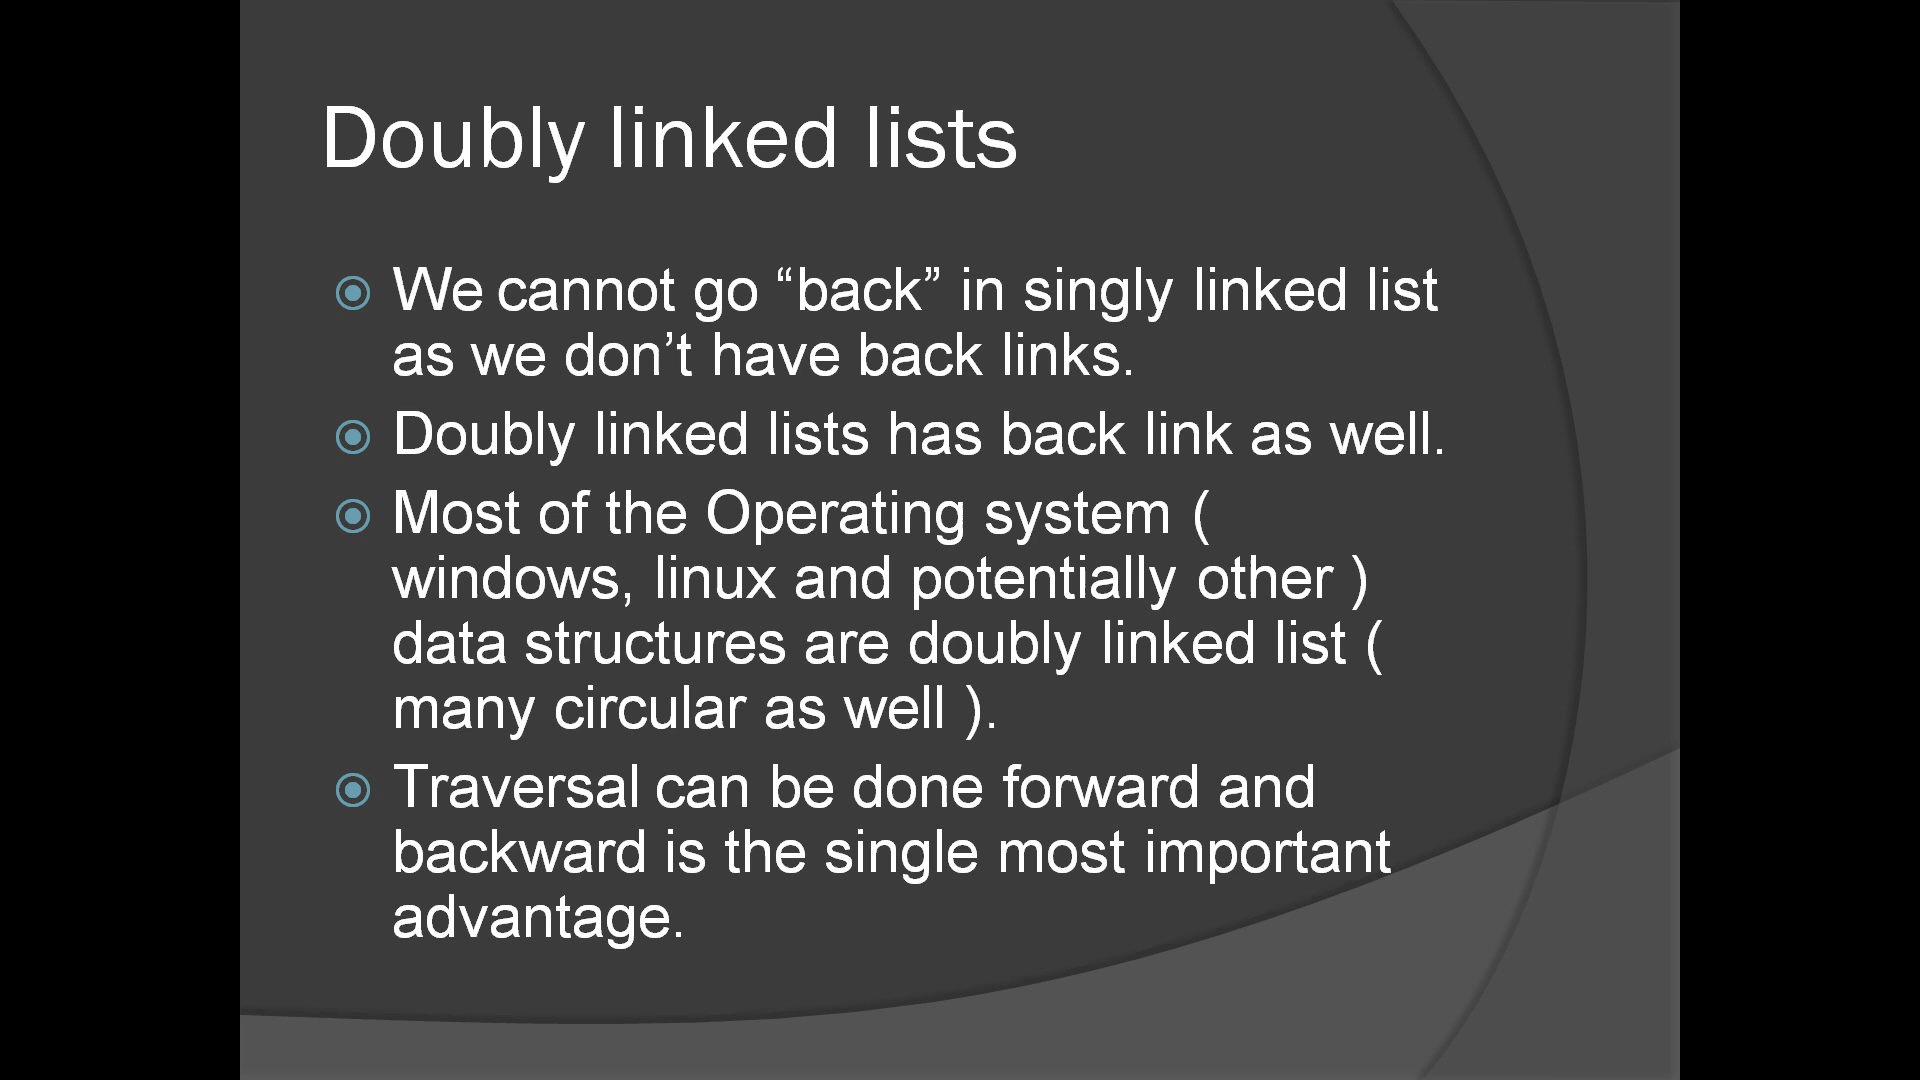 Doubly linked lists
We cannot go “back” in singly linked list
as we don’t have back links.
Doubly linked lists has back link as well.
Most of the Operating system (
windows, linux and potentially other )
data structures are doubly linked list (
many circular as well ).
Traversal can be done forward and
backward is the single most important
advantage.